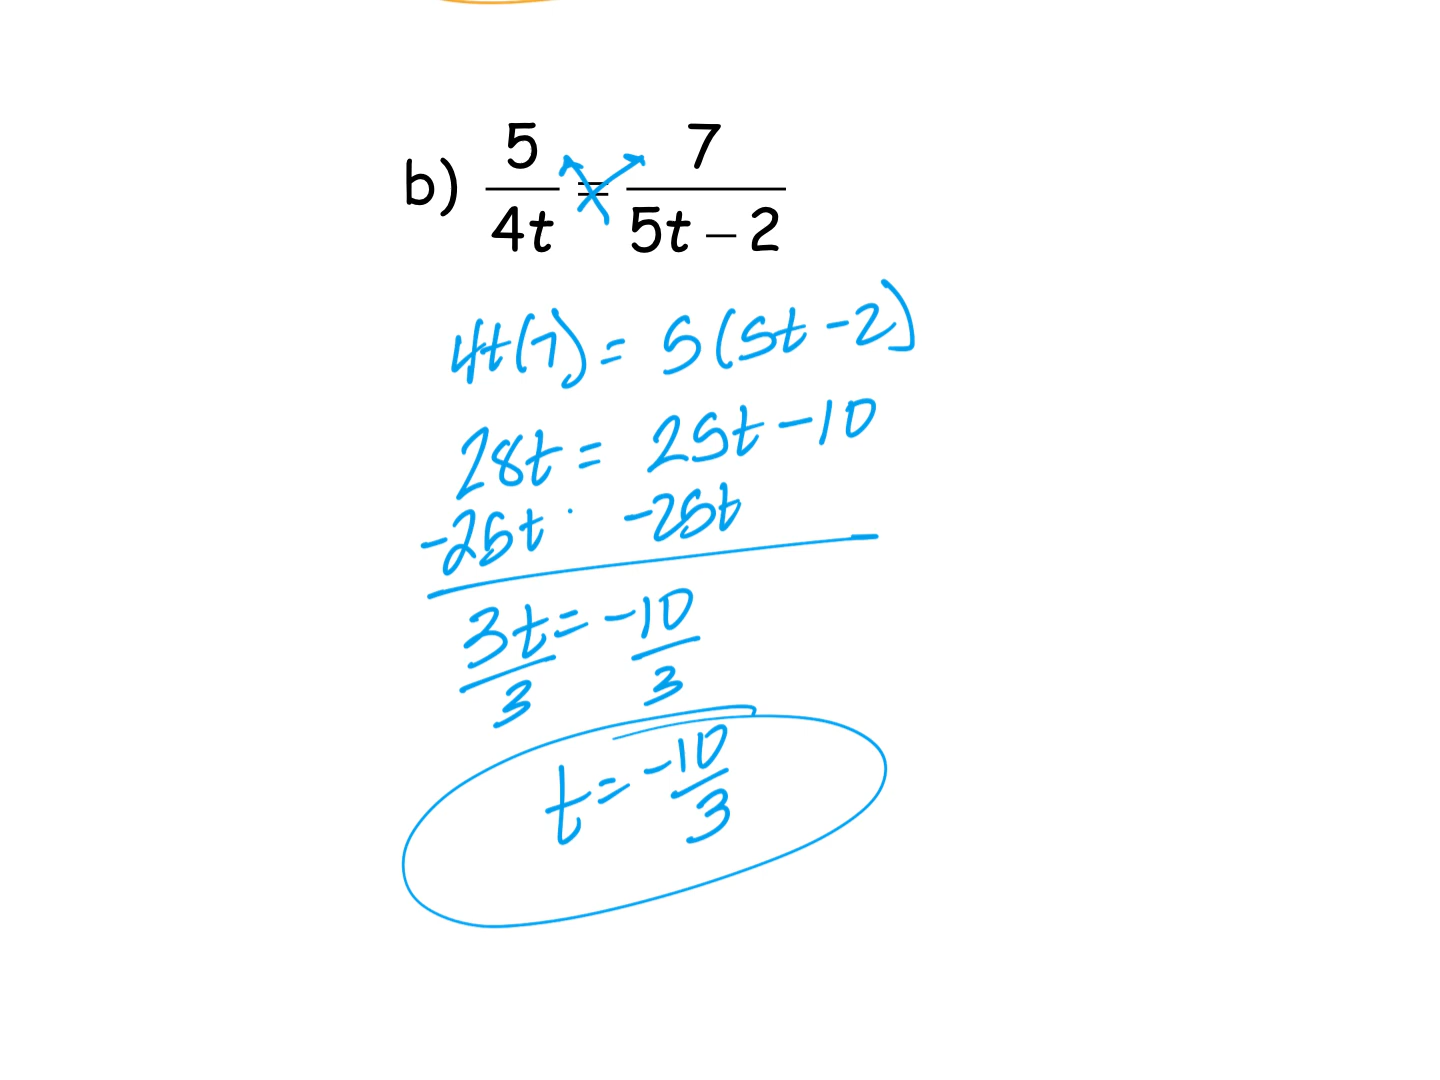 b) 5/4t = 7/(5t − 2)
4t(7) = 5(5t - 2)
28t = 25t - 10
-25t -25t
3t/3 = -10/3
t = -10/3